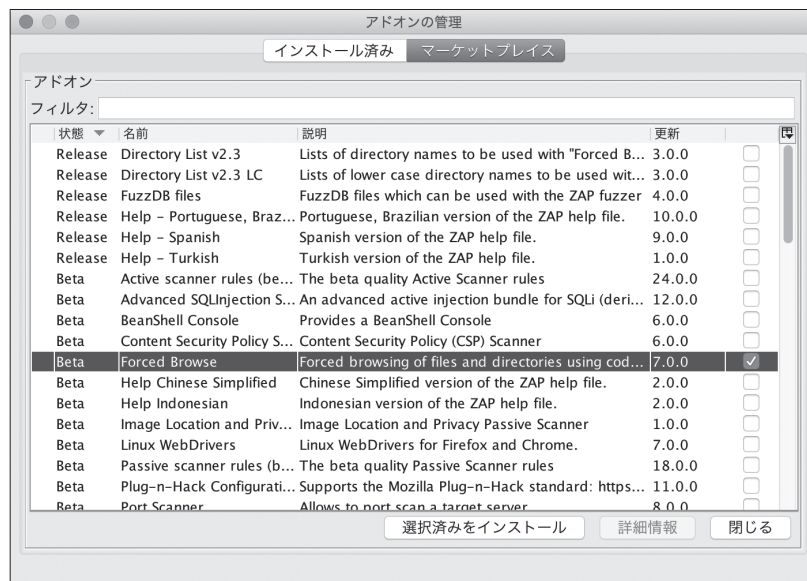 アドオンの管理
インストール済み マーケットプレイス
アドオン
フィルタ:
状態 名前 説明 更新
Release Directory List v2.3 Lists of directory names to be used with "Forced B... 3.0.0
Release Directory List v2.3 LC Lists of lower case directory names to be used wit... 3.0.0
Release FuzzDB files FuzzDB files which can be used with the ZAP fuzzer 4.0.0
Release Help - Portuguese, Braz... Portuguese, Brazilian version of the ZAP help file. 10.0.0
Release Help - Spanish Spanish version of the ZAP help file. 9.0.0
Release Help - Turkish Turkish version of the ZAP help file. 1.0.0
Beta Active scanner rules (be... The beta quality Active Scanner rules 24.0.0
Beta Advanced SQLInjection S... An advanced active injection bundle for SQLi (deri... 12.0.0
Beta BeanShell Console Provides a BeanShell Console 6.0.0
Beta Content Security Policy S... Content Security Policy (CSP) Scanner 6.0.0
Beta Forced Browse Forced browsing of files and directories using cod... 7.0.0
Beta Help Chinese Simplified Chinese Simplified version of the ZAP help file. 2.0.0
Beta Help Indonesian Indonesian version of the ZAP help file. 2.0.0
Beta Image Location and Priv... Image Location and Privacy Passive Scanner 1.0.0
Beta Linux WebDrivers Linux WebDrivers for Firefox and Chrome. 7.0.0
Beta Passive scanner rules (b... The beta quality Passive Scanner rules 18.0.0
Beta Plug-n-Hack Configurati... Supports the Mozilla Plug-n-Hack standard: https... 11.0.0
Beta Port Scanner Allows to port scan a target server 8.0.0
選択済みをインストール 詳細情報 閉じる